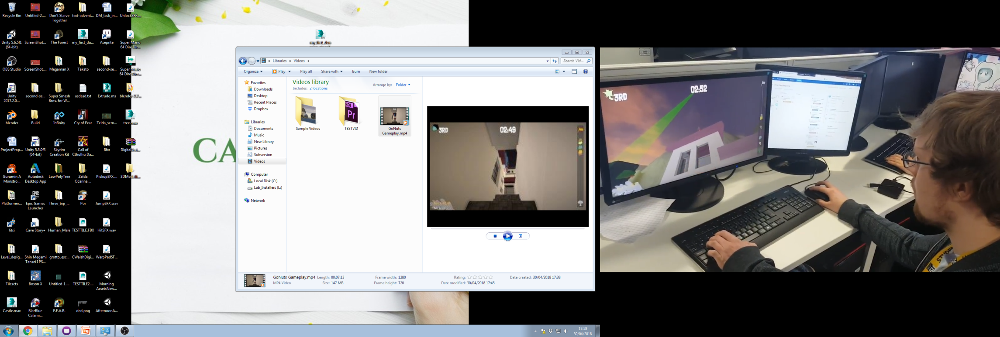 Recycle Bin
Untitled-2....
Don't Starve
Together
text-advent...
DM_task_in...
UnlockSFX....
Unity 5.6.5f1
(64-bit)
ScreenShot...
The Forest
my_first_du...
Aseprite
Super Mario
64 Dire Dir...
OBS Studio
ScreenShot...
Megaman X
Takato
second-se...
Super Mario
64 Dire Dire...
Unity
2017.2.0...
second-se...
Super Smash
Bros. for W...
asdasd.txt
Extrude.ms
blender-2.7...
blender
Build
Infinity
Cry of Fear
Zelda_scrn...
tree.max
ProjectProp...
Unity 5.5.0f3
(64-bit)
Skyrim
Creation Kit
Call of
Cthulhu Da...
Bfxr
DigitalScri...
Gurumin A
Monstro...
Autodesk
Desktop App
LowPolyTree
Zelda
Ocarina ...
PickupSFX....
3DModelli...
Platformer...
Epic Games
Launcher
Three_bip_...
Poi
JumpSFX.wav
Jitsi
Cave Story+
Human_Male
TESTTILE.FBX
HitSFX.wav
Level_desig...
Shin Megami
Tensei I PS...
grotto_esc...
CWalshDigi...
WarpPadSF...
Tilesets
Boson X
Untitled-1....
TESTTILE2....
Morning
AssetsNew...
Castle.max
BlazBlue
Calami...
F.E.A.R.
ded.png
AfternoonA...
my_first_dun
CA
Libraries
Videos
Search Vid...
Organize
Play
Play all
Share with
Burn
New folder
Favorites
Downloads
Desktop
Recent Places
Dropbox
Libraries
Documents
Music
New Library
Pictures
Subversion
Videos
Computer
Local Disk (C:)
Lab_Installers (L:)
Network
Videos library
Includes: 2 locations
Arrange by: Folder
Sample Videos
TESTVID
GoNuts
Gameplay.mp4
PROJ
Pr
3RD
02:49
GoNuts Gameplay.mp4
MP4 Video
Length: 00:07:13
Size: 147 MB
Frame width: 1280
Frame height: 720
Rating:
Date modified: 30/04/2018 17:45
Date created: 30/04/2018 17:38
17:58
30/04/2018
3RD
02:52